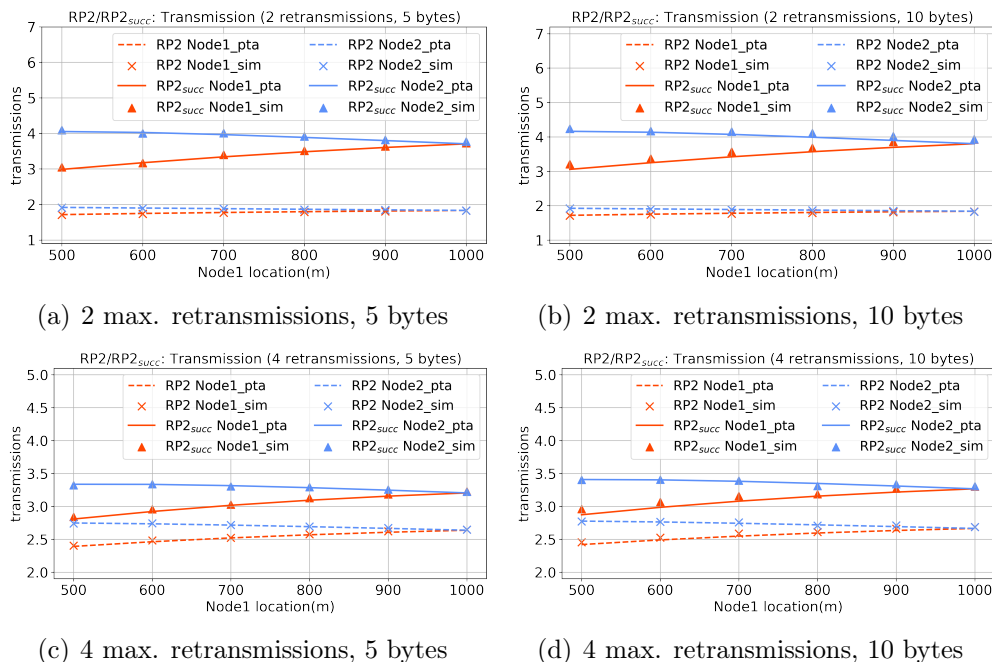 RP2/RP2succ: Transmission (2 retransmissions, 5 bytes)
7
6
5
4
3
2
1
transmissions
RP2 Node1_pta
RP2 Node1_sim
RP2succ Node1_pta
RP2succ Node1_sim
RP2 Node2_pta
RP2 Node2_sim
RP2succ Node2_pta
RP2succ Node2_sim
500 600 700 800 900 1000
Node1 location(m)
(a) 2 max. retransmissions, 5 bytes
RP2/RP2succ: Transmission (2 retransmissions, 10 bytes)
7
6
5
4
3
2
1
transmissions
RP2 Node1_pta
RP2 Node1_sim
RP2succ Node1_pta
RP2succ Node1_sim
RP2 Node2_pta
RP2 Node2_sim
RP2succ Node2_pta
RP2succ Node2_sim
500 600 700 800 900 1000
Node1 location(m)
(b) 2 max. retransmissions, 10 bytes
RP2/RP2succ: Transmission (4 retransmissions, 5 bytes)
5.0
4.5
4.0
3.5
3.0
2.5
2.0
transmissions
RP2 Node1_pta
RP2 Node1_sim
RP2succ Node1_pta
RP2succ Node1_sim
RP2 Node2_pta
RP2 Node2_sim
RP2succ Node2_pta
RP2succ Node2_sim
500 600 700 800 900 1000
Node1 location(m)
(c) 4 max. retransmissions, 5 bytes
RP2/RP2succ: Transmission (4 retransmissions, 10 bytes)
5.0
4.5
4.0
3.5
3.0
2.5
2.0
transmissions
RP2 Node1_pta
RP2 Node1_sim
RP2succ Node1_pta
RP2succ Node1_sim
RP2 Node2_pta
RP2 Node2_sim
RP2succ Node2_pta
RP2succ Node2_sim
500 600 700 800 900 1000
Node1 location(m)
(d) 4 max. retransmissions, 10 bytes